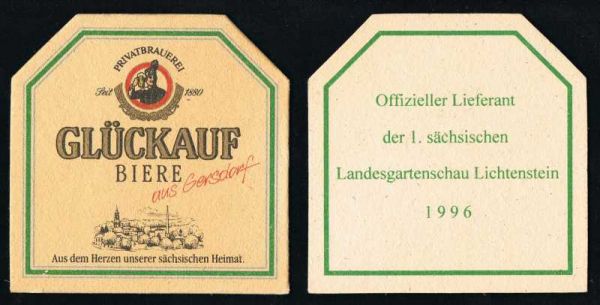 PRIVATBRAUEREI
Seit 1880
GLÜCKAUF
BIERE
aus Gersdorf
Aus dem Herzen unserer sächsischen Heimat.
Offizieller Lieferant
der 1. sächsischen
Landesgartenschau Lichtenstein
1996